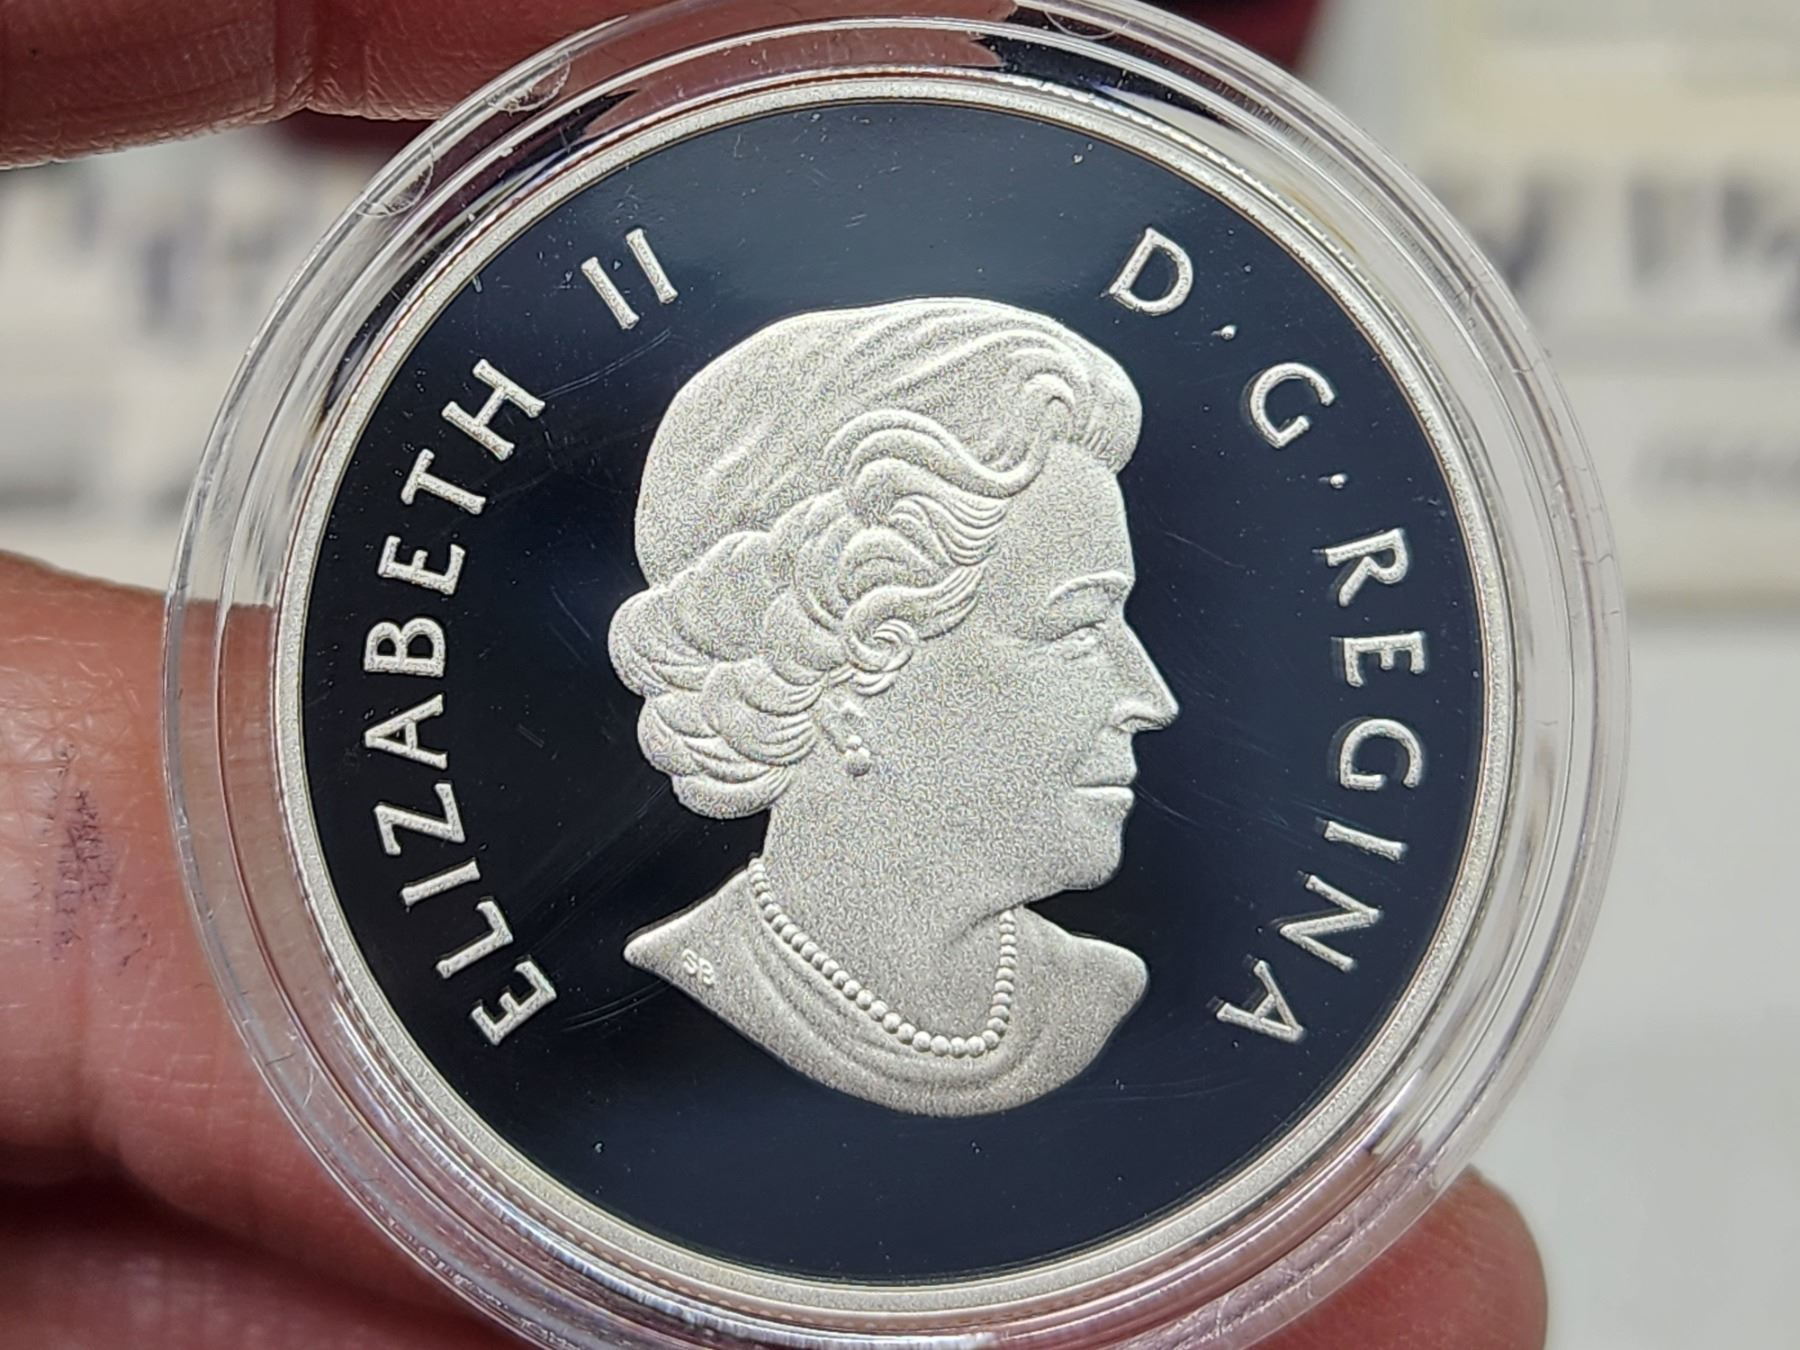 ELIZABETH II
D·G·REGINA
SB